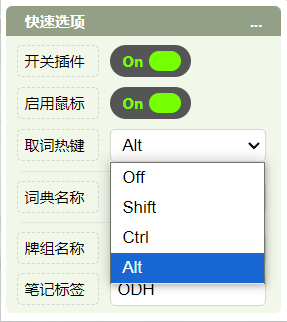 快速选项 ...
开关插件 On
启用鼠标 On
取词热键 Alt
Off
Shift
词典名称
Ctrl
牌组名称
Alt
笔记标签 ODH